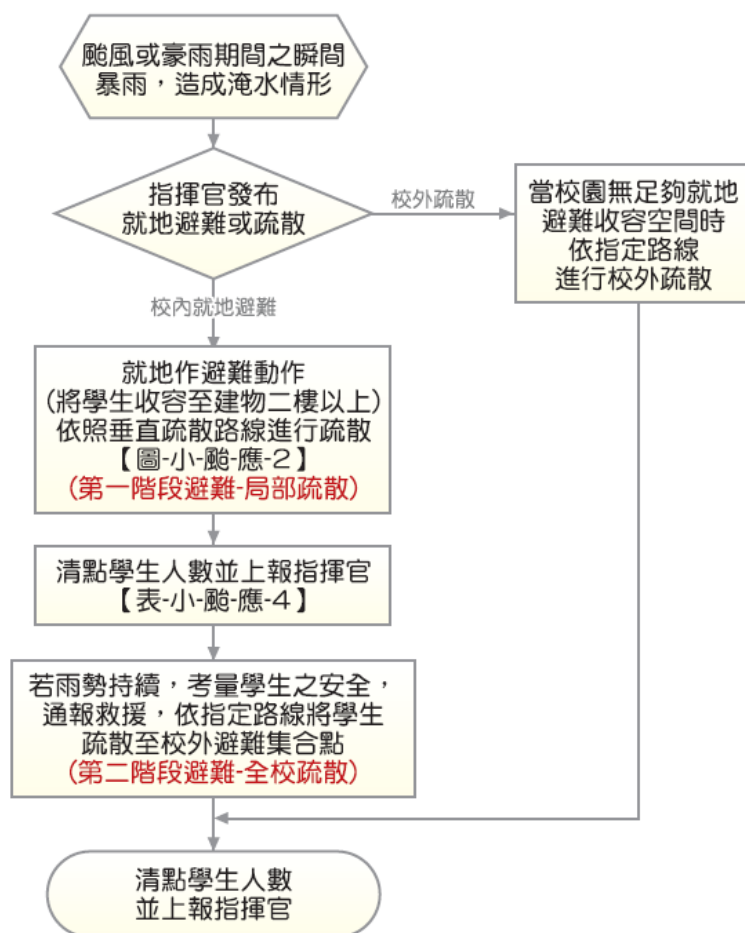 颱風或豪雨期間之瞬間
暴雨，造成淹水情形
指揮官發布
就地避難或疏散
校外疏散
當校園無足夠就地
避難收容空間時
依指定路線
進行校外疏散
校內就地避難
就地作避難動作
(將學生收容至建物二樓以上)
依照垂直疏散路線進行疏散
【圖-小-颱-應-2】
(第一階段避難-局部疏散)
清點學生人數並上報指揮官
【表-小-颱-應-4】
若雨勢持續，考量學生之安全，
通報救援，依指定路線將學生
疏散至校外避難集合點
(第二階段避難-全校疏散)
清點學生人數
並上報指揮官